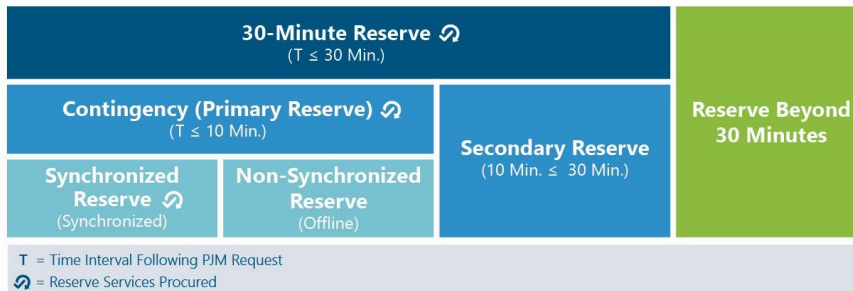 30-Minute Reserve
(T ≤ 30 Min.)
Contingency (Primary Reserve)
(T ≤ 10 Min.)
Synchronized
Reserve
(Synchronized)
Non-Synchronized
Reserve
(Offline)
Secondary Reserve
(10 Min. ≤ 30 Min.)
Reserve Beyond
30 Minutes
T = Time Interval Following PJM Request
= Reserve Services Procured